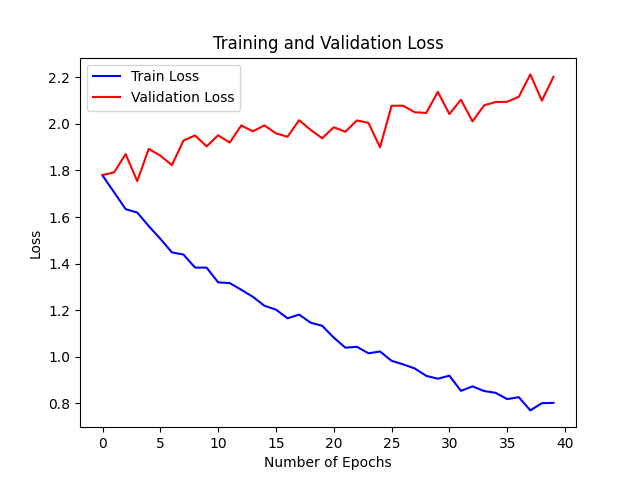 Training and Validation Loss
Train Loss
Validation Loss
2.2
2.0
1.8
1.6
1.4
1.2
1.0
0.8
Loss
0 5 10 15 20 25 30 35 40
Number of Epochs